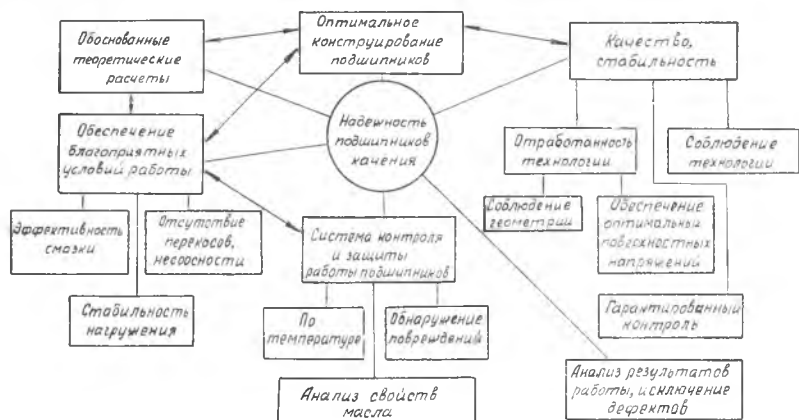 Обоснованные
теоретические
расчеты
Оптимальное
конструирование
подшипников
Качество,
стабильность
Обеспечение
благоприятных
условий работы
Надежность
подшипников
качения
Отработанность
технологии
Соблюдение
технологии
Эффективность
смазки
Отсутствие
перекосов,
несоосности
Система контроля
и защиты
работы подшипников
Соблюдение
геометрии
Обеспечение
оптимальных
поверхностных
напряжений
Стабильность
нагружения
По
температуре
Обнаружение
повреждений
Гарантированный
контроль
Анализ свойств
масла
Анализ результатов
работы, исключение
дефектов